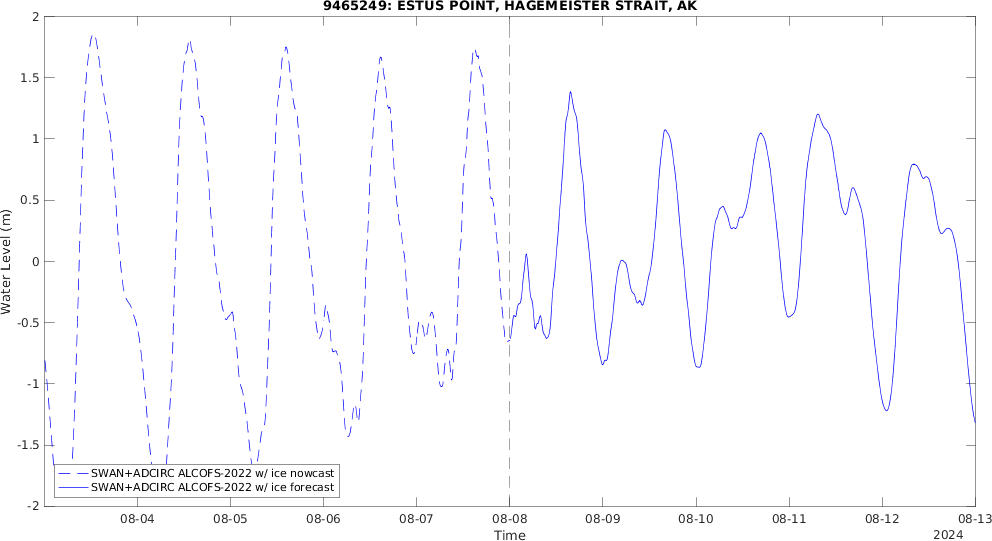 9465249: ESTUS POINT, HAGEMEISTER STRAIT, AK
2
1.5
1
0.5
0
-0.5
-1
-1.5
-2
Water Level (m)
SWAN+ADCIRC ALCOFS-2022 w/ ice nowcast
SWAN+ADCIRC ALCOFS-2022 w/ ice forecast
08-04 08-05 08-06 08-07 08-08 08-09 08-10 08-11 08-12 08-13
Time
2024